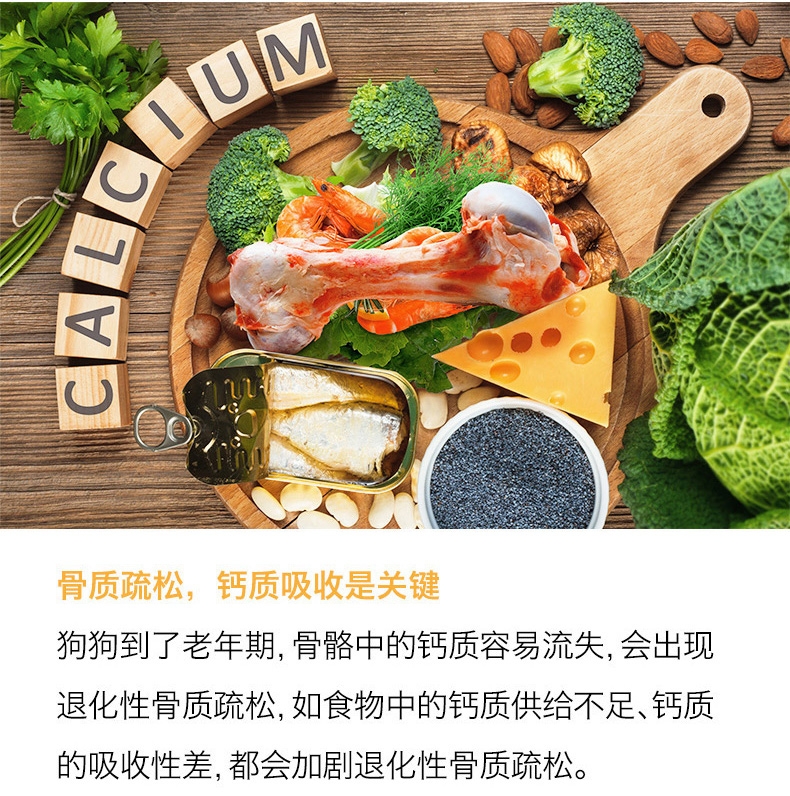 CALCIUM
骨质疏松，钙质吸收是关键
狗狗到了老年期，骨骼中的钙质容易流失，会出现
退化性骨质疏松，如食物中的钙质供给不足、钙质
的吸收性差，都会加剧退化性骨质疏松。